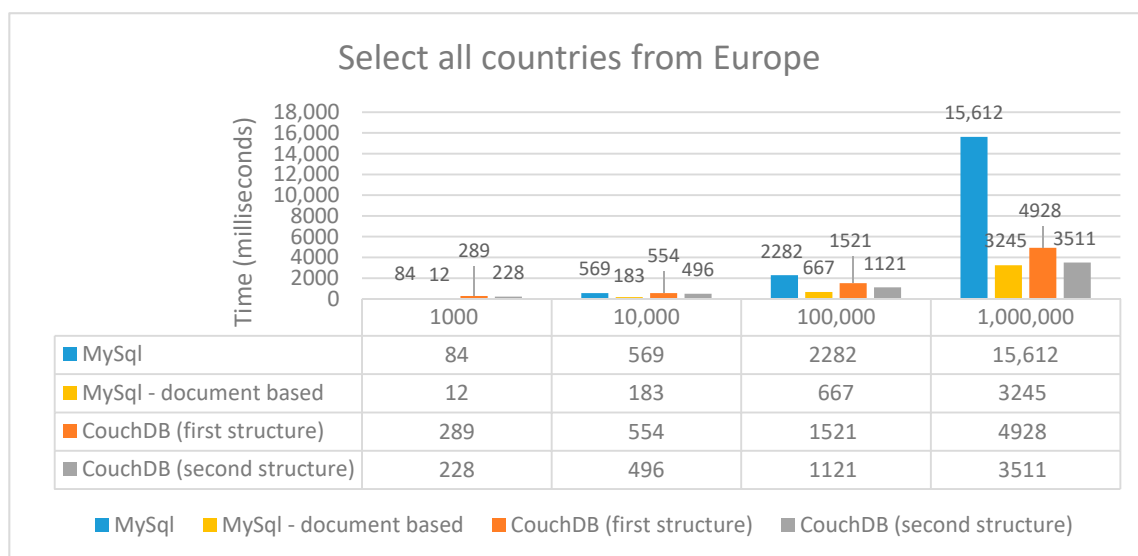 Select all countries from Europe
Time (milliseconds)
18,000
16,000
14,000
12,000
10,000
8000
6000
4000
2000
0
84 12 289 228
569 183 554 496
2282 667 1521 1121
15,612 3245 4928 3511
1000 10,000 100,000 1,000,000
MySql 84 569 2282 15,612
MySql - document based 12 183 667 3245
CouchDB (first structure) 289 554 1521 4928
CouchDB (second structure) 228 496 1121 3511
MySql MySql - document based CouchDB (first structure) CouchDB (second structure)